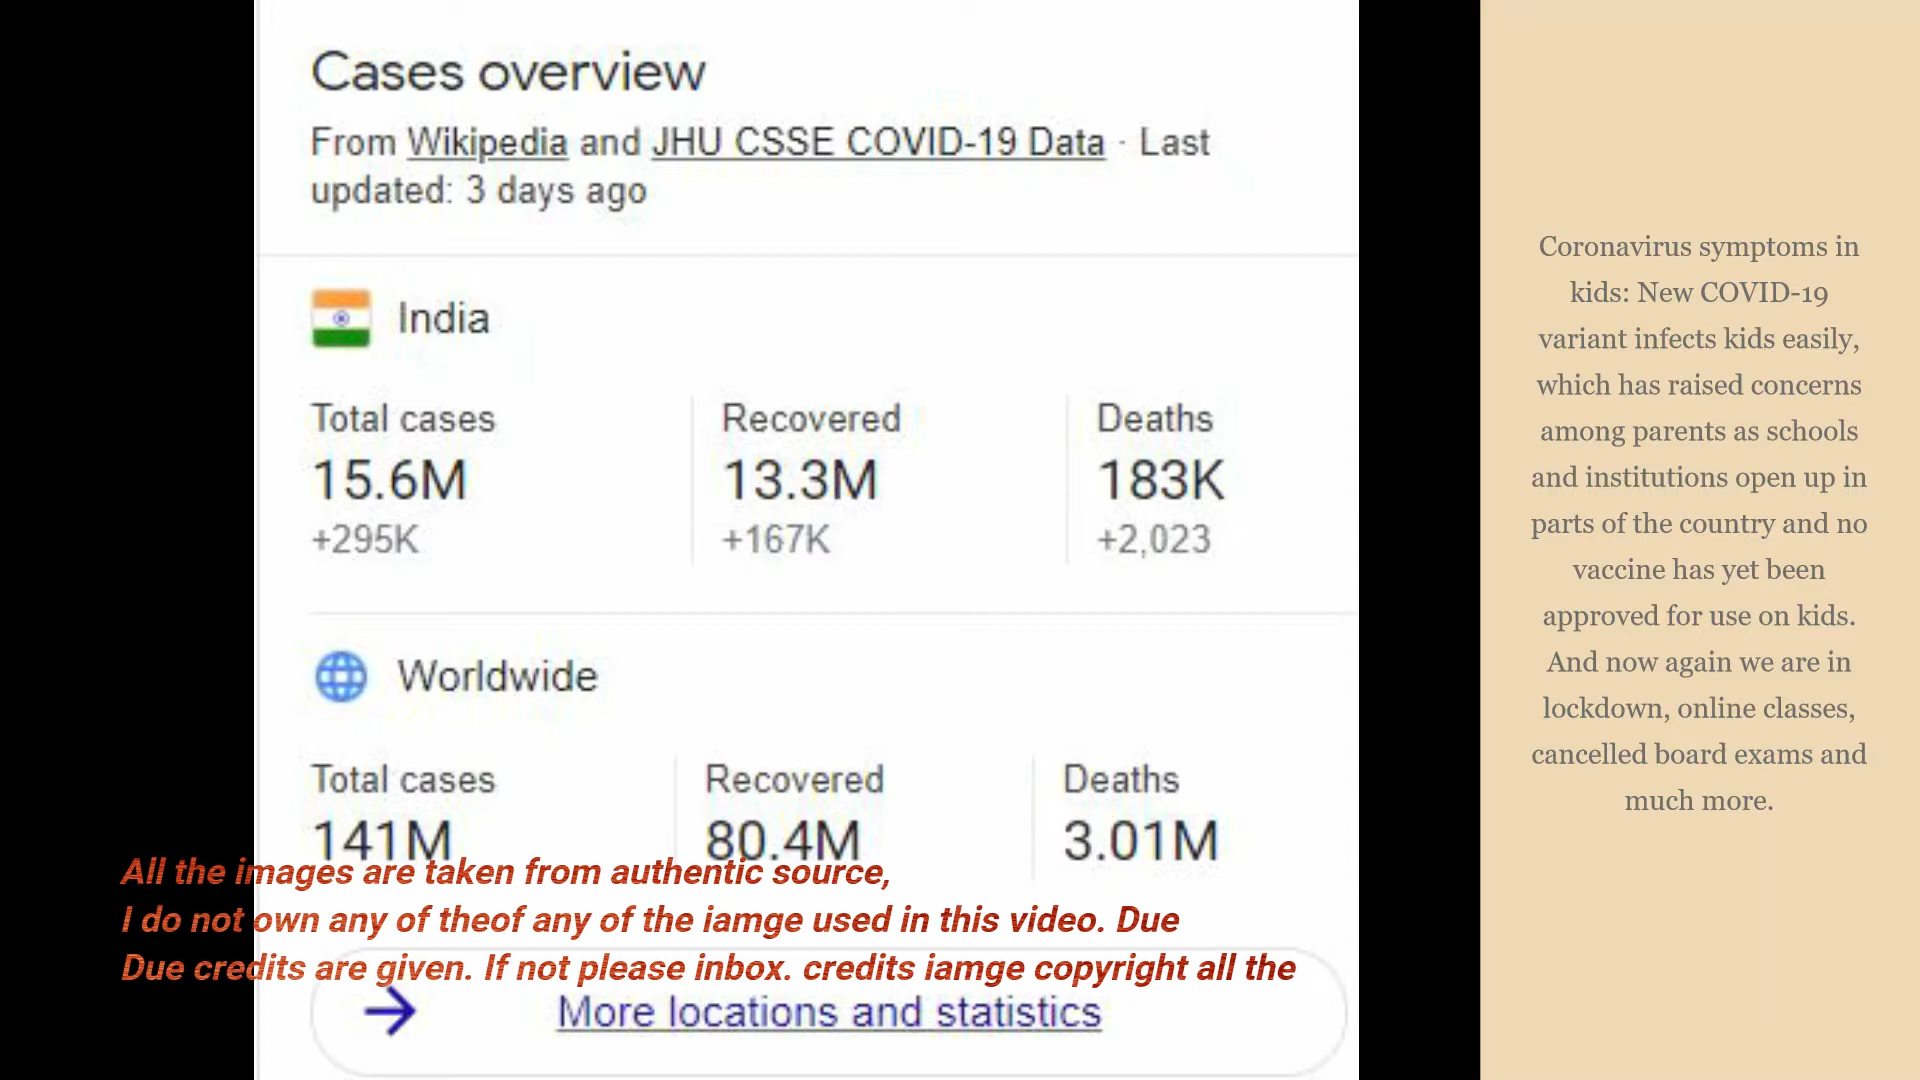 Cases overview
From Wikipedia and JHU CSSE COVID-19 Data · Last
updated: 3 days ago
India
Total cases
15.6M
+295K
Recovered
13.3M
+167K
Deaths
183K
+2,023
Worldwide
Total cases
141M
Recovered
80.4M
Deaths
3.01M
All the images are taken from authentic source,
I do not own any of theof any of the iamge used in this video. Due
Due credits are given. If not please inbox. credits iamge copyright all the
More locations and statistics
Coronavirus symptoms in
kids: New COVID-19
variant infects kids easily,
which has raised concerns
among parents as schools
and institutions open up in
parts of the country and no
vaccine has yet been
approved for use on kids.
And now again we are in
lockdown, online classes,
cancelled board exams and
much more.